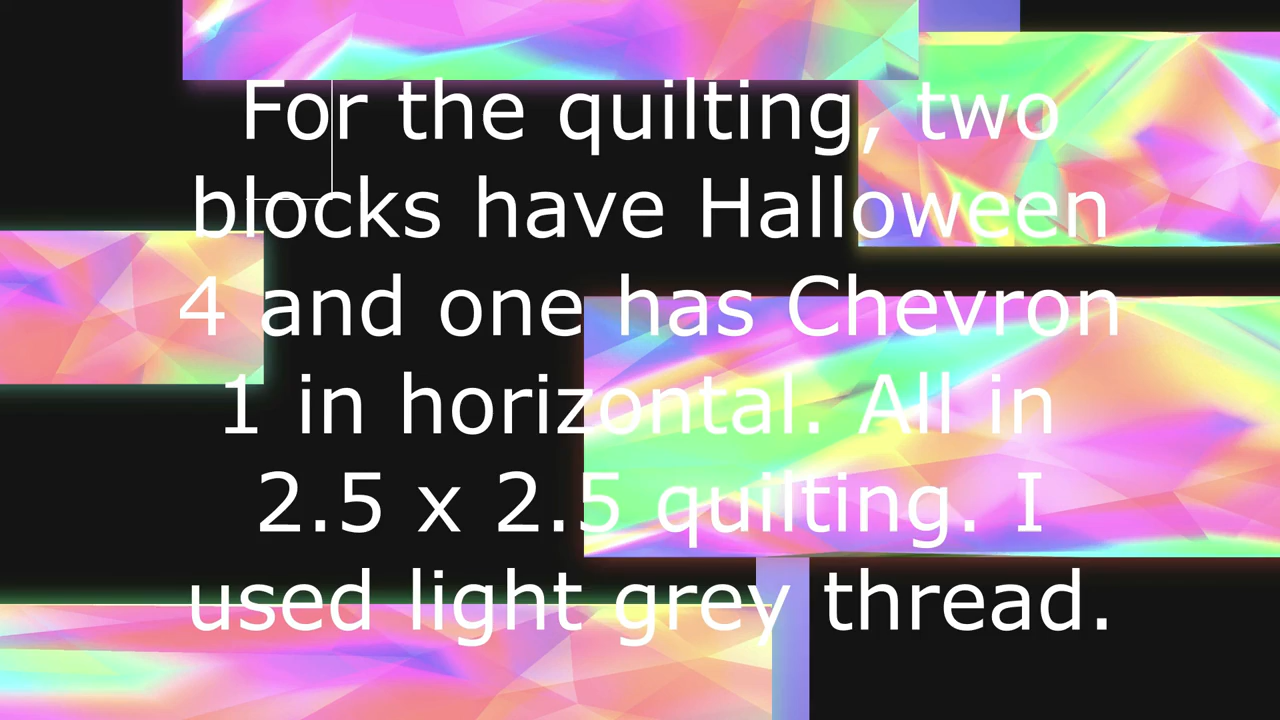 For the quilting, two
blocks have Halloween
4 and one has Chevron
1 in horizontal. All in
2.5 x 2.5 quilting. I
used light grey thread.